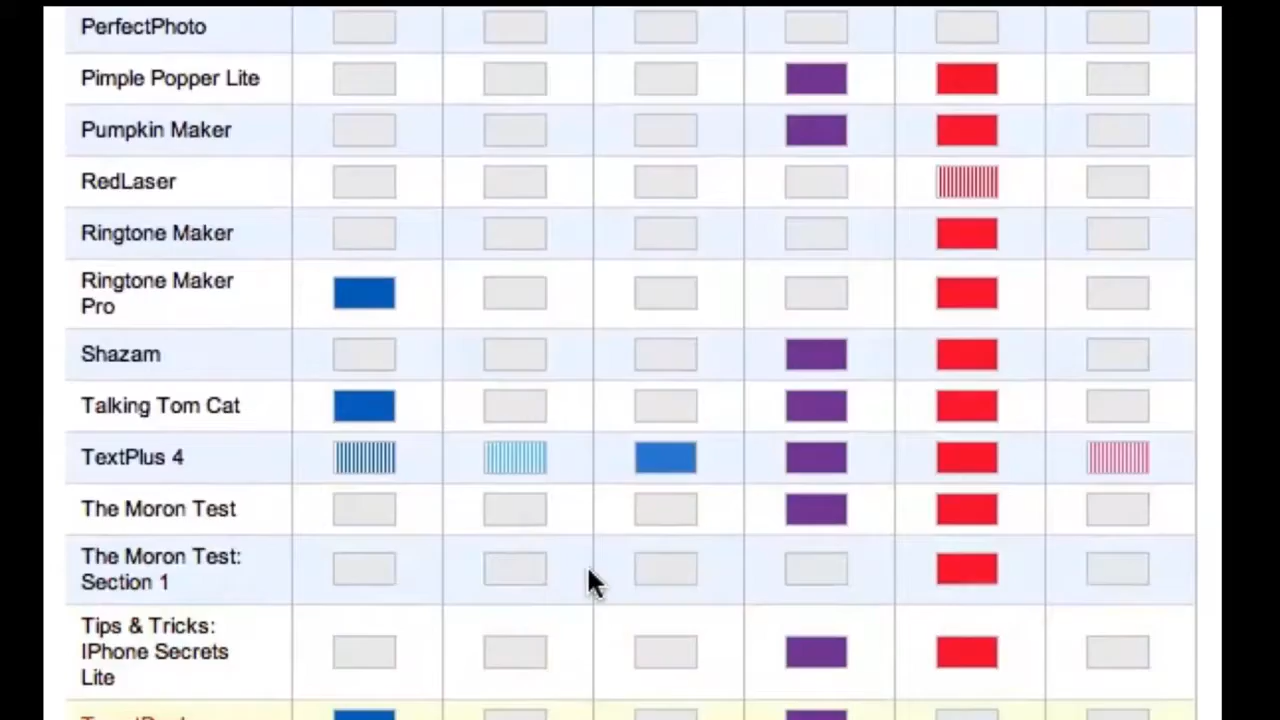 PerfectPhoto
Pimple Popper Lite
Pumpkin Maker
RedLaser
Ringtone Maker
Ringtone Maker
Pro
Shazam
Talking Tom Cat
TextPlus 4
The Moron Test
The Moron Test:
Section 1
Tips & Tricks:
IPhone Secrets
Lite